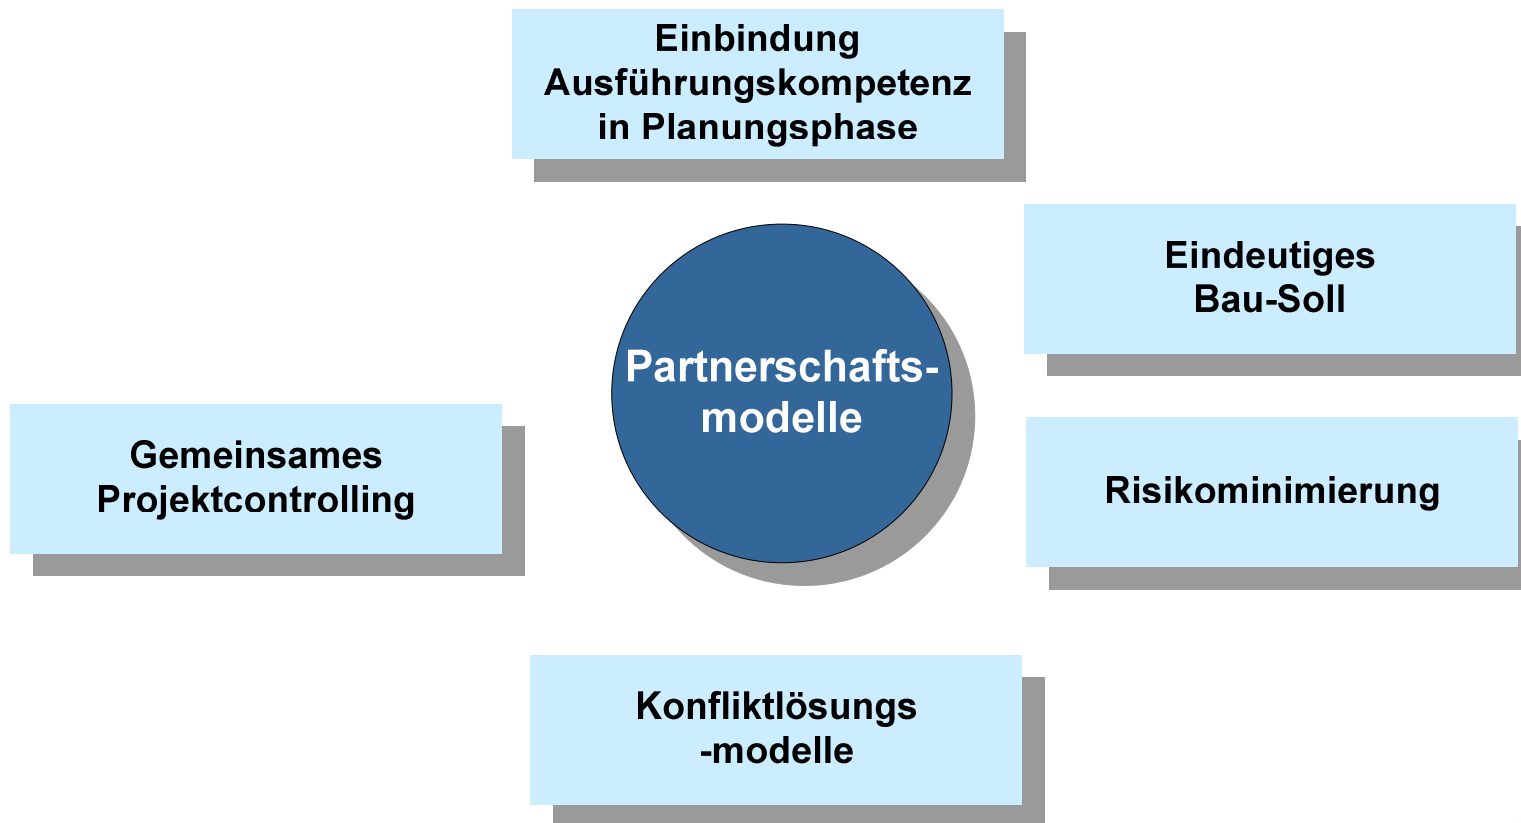 Einbindung
Ausführungskompetenz
in Planungsphase
Eindeutiges
Bau-Soll
Partnerschafts-
modelle
Gemeinsames
Projektcontrolling
Risikominimierung
Konfliktlösungs
-modelle